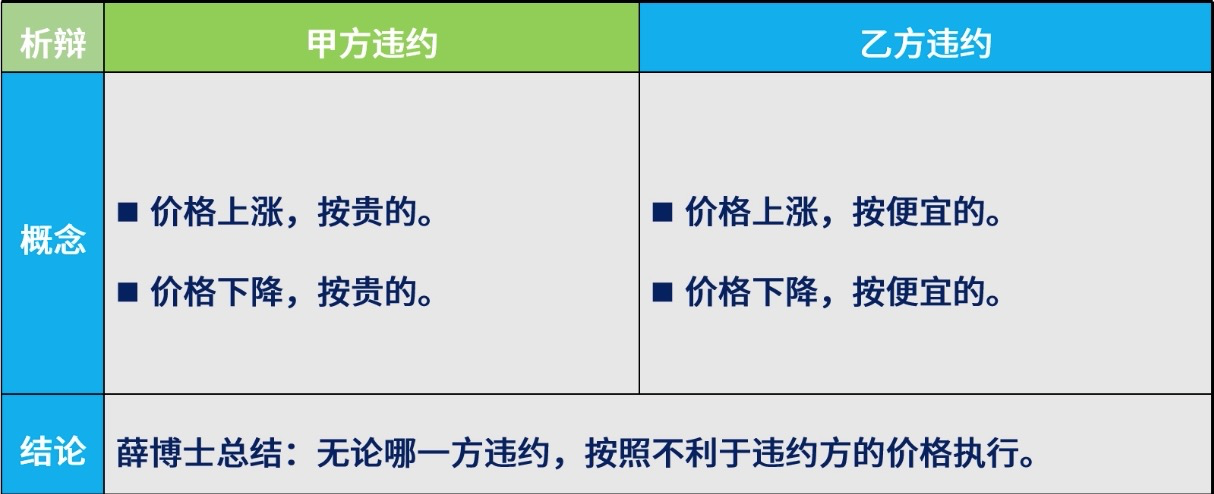 析辩
甲方违约
乙方违约
概念
■ 价格上涨，按贵的。
■ 价格下降，按贵的。
■ 价格上涨，按便宜的。
■ 价格下降，按便宜的。
结论
薛博士总结：无论哪一方违约，按照不利于违约方的价格执行。